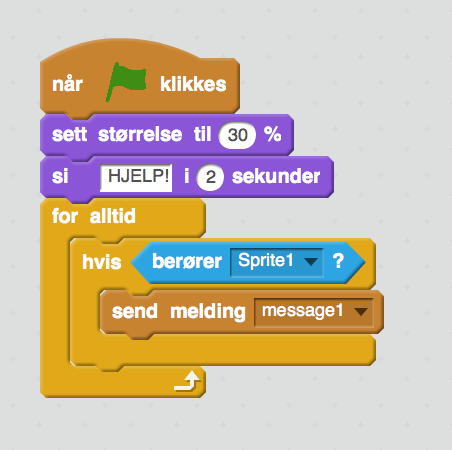 når klikkes
sett størrelse til 30 %
si HJELP! i 2 sekunder
for alltid
hvis berører Sprite1 ?
send melding message1